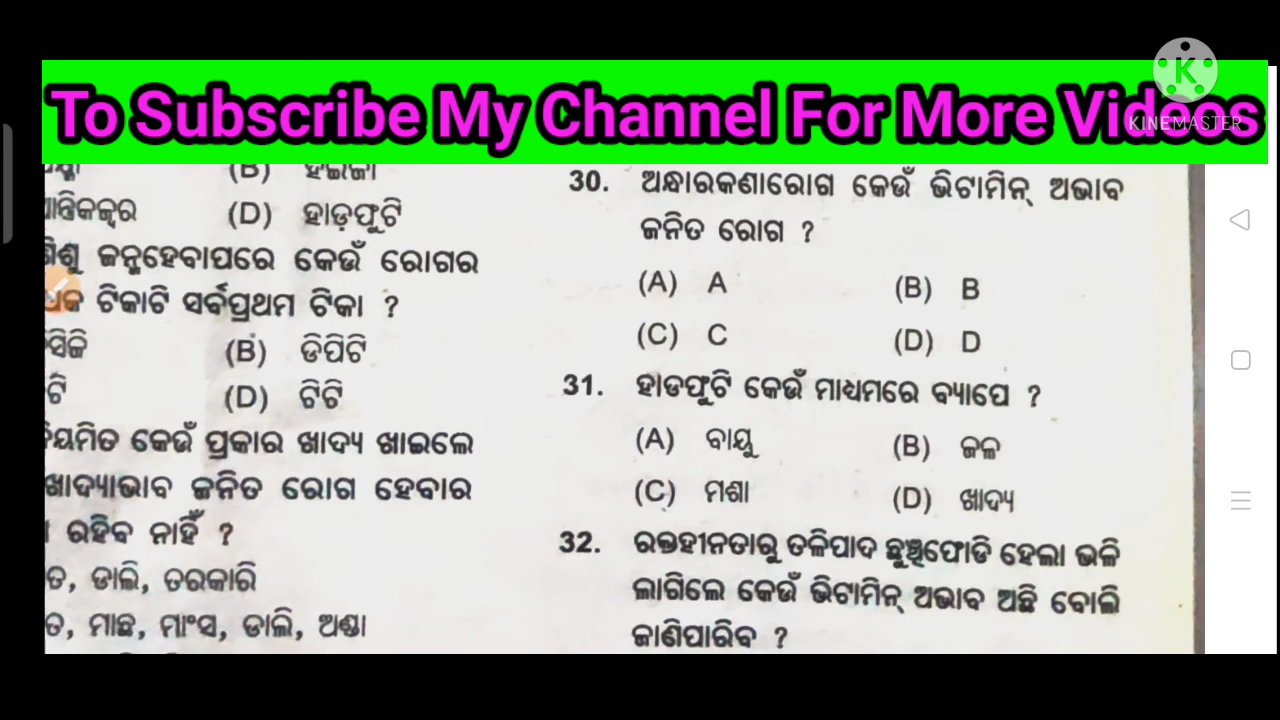 To Subscribe My Channel For More Videos
KINEMASTER
(B) ହଇଜା
(D) ହାଡ଼ଫୁଟି
ଜନ୍ମହେବାପରେ କେଉଁ ରୋଗର
ଟିକାଟି ସର୍ବପ୍ରଥମ ଟିକା ?
(B) ଡିପିଟି
(D) ଟିଟି
କେଉଁ ପ୍ରକାର ଖାଦ୍ୟ ଖାଇଲେ
ଖାଦ୍ୟାଭାବ ଜନିତ ରୋଗ ହେବାର
ରହିବ ନାହିଁ ?
ଡାଲି, ତରକାରି
ମାଛ, ମାଂସ, ଡାଲି, ଅଣ୍ଡା
30. ଅନ୍ଧାରକଣାରୋଗ କେଉଁ ଭିଟାମିନ୍ ଅଭାବ
ଜନିତ ରୋଗ ?
(A) A (B) B
(C) C (D) D
31. ହାଡଫୁଟି କେଉଁ ମାଧ୍ୟମରେ ବ୍ୟାପେ ?
(A) ବାୟୁ (B) ଜଳ
(C) ମଶା (D) ଖାଦ୍ୟ
32. ରକ୍ତହୀନତାରୁ ତଳିପାଦ ଛୁଞ୍ଚିଫୋଡି ହେଲା ଭଳି
ଲାଗିଲେ କେଉଁ ଭିଟାମିନ୍ ଅଭାବ ଅଛି ବୋଲି
ଜାଣିପାରିବ ?